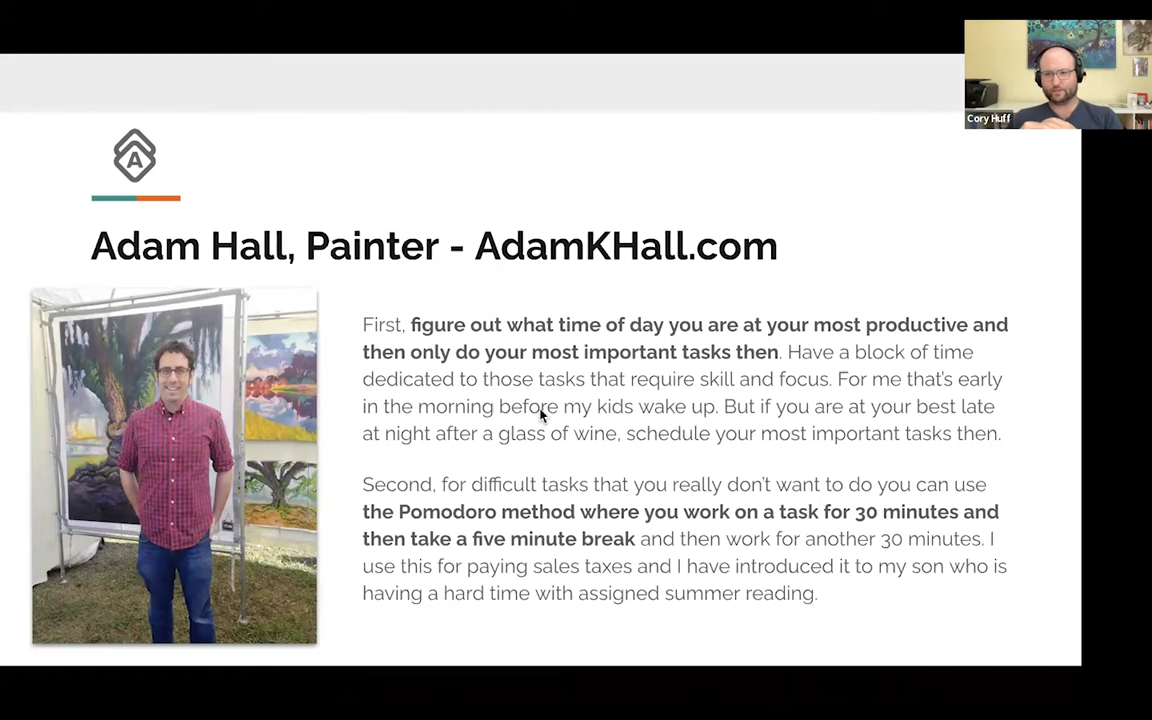 Cory Huff
A
Adam Hall, Painter - AdamKHall.com
First, figure out what time of day you are at your most productive and
then only do your most important tasks then. Have a block of time
dedicated to those tasks that require skill and focus. For me that's early
in the morning before my kids wake up. But if you are at your best late
at night after a glass of wine, schedule your most important tasks then.
Second, for difficult tasks that you really don't want to do you can use
the Pomodoro method where you work on a task for 30 minutes and
then take a five minute break and then work for another 30 minutes. I
use this for paying sales taxes and I have introduced it to my son who is
having a hard time with assigned summer reading.